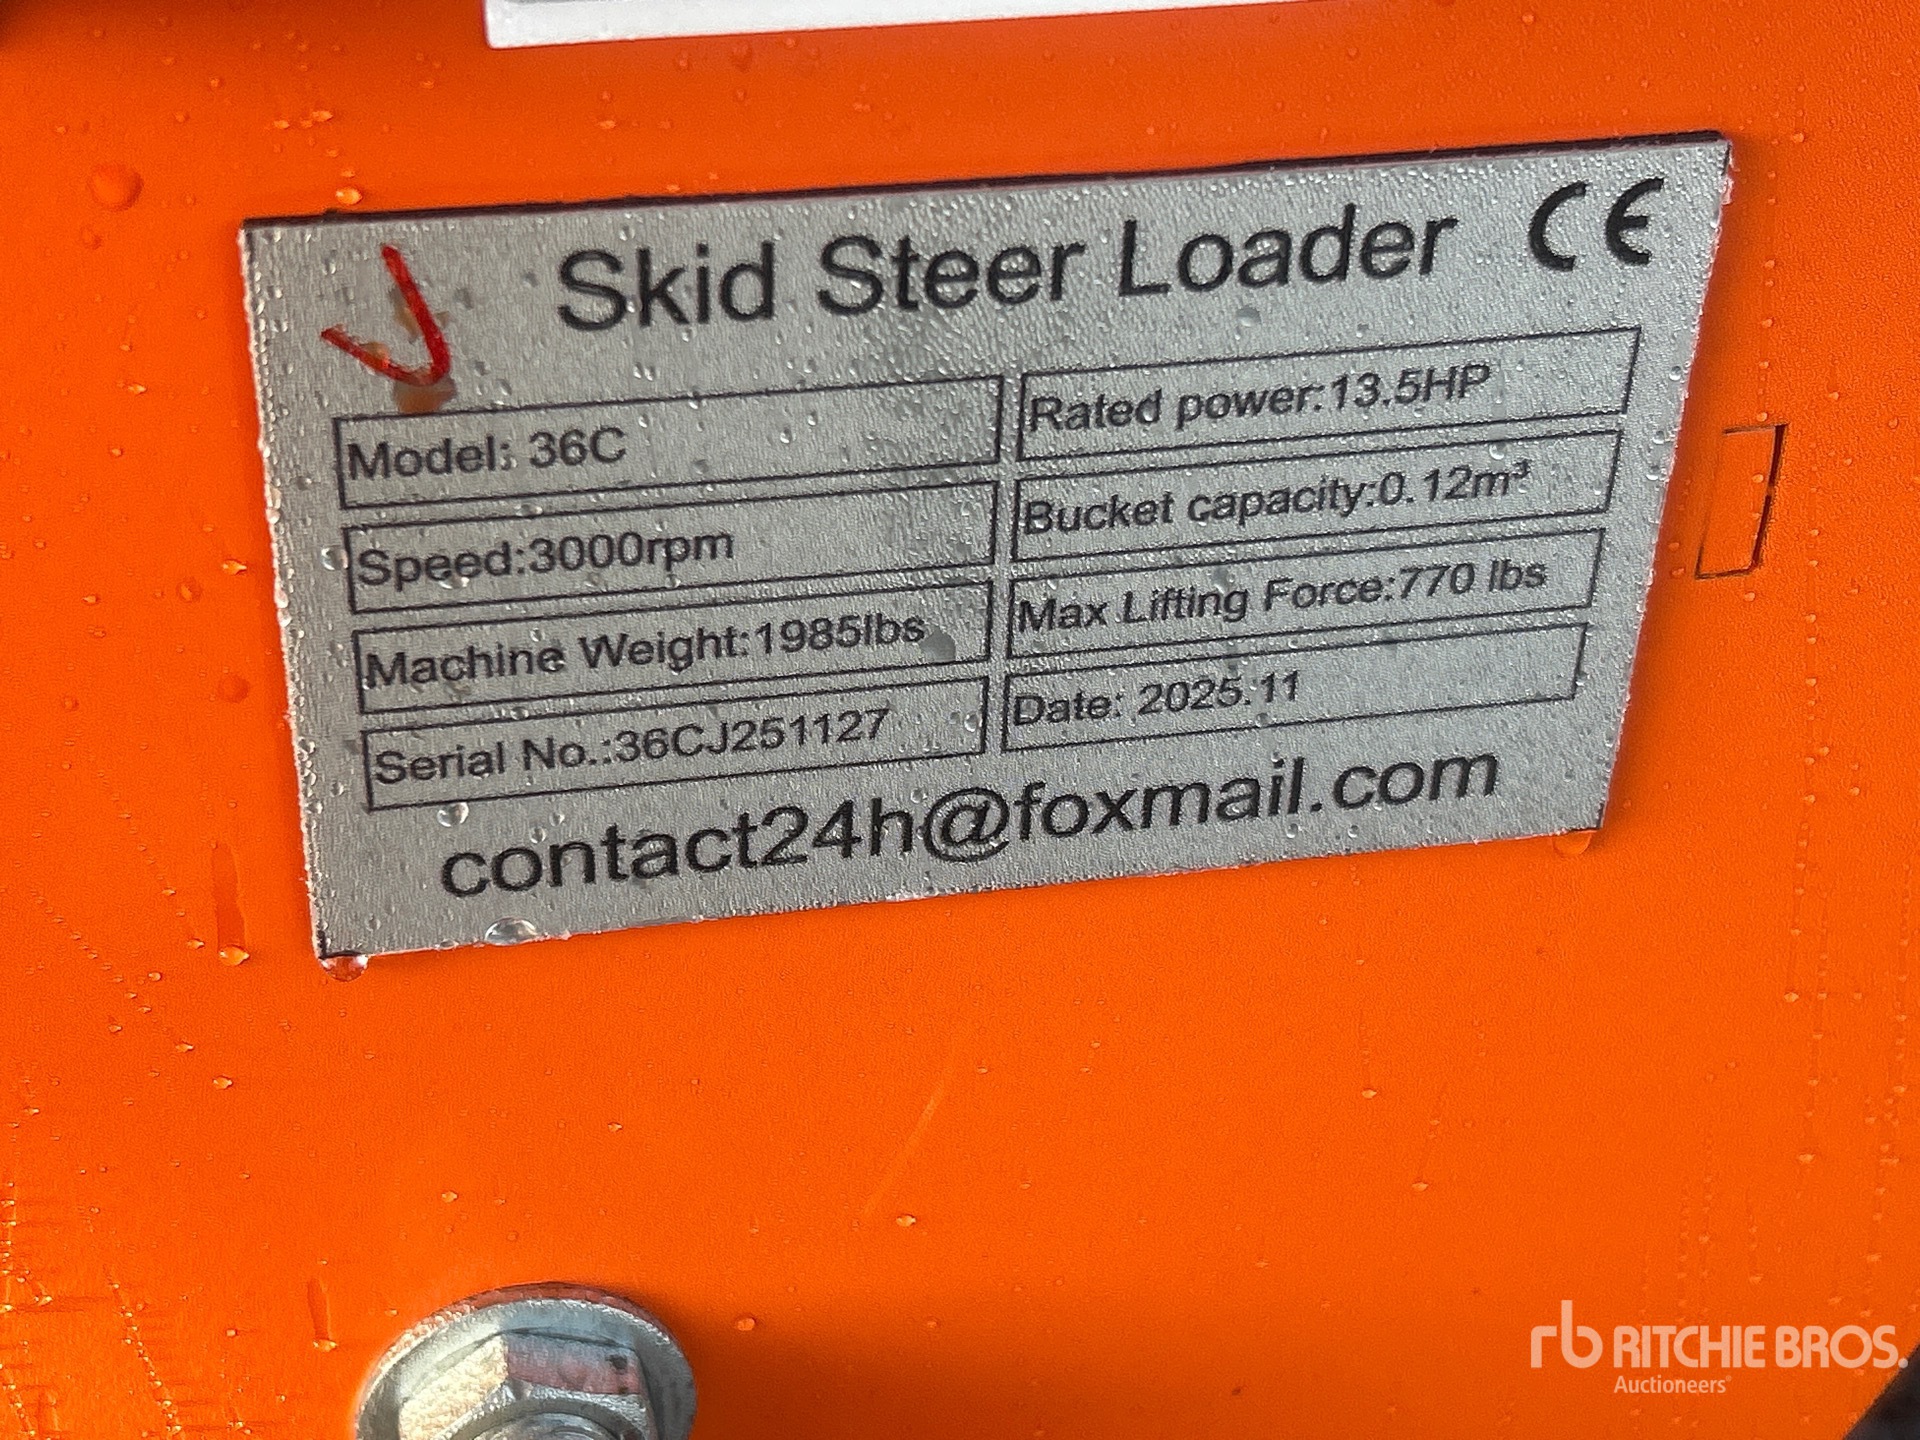 Skid Steer Loader CE
Model: 36C
Rated power:13.5HP
Speed:3000rpm
Bucket capacity:0.12m³
Machine Weight:1985lbs
Max Lifting Force:770 lbs
Serial No.:36CJ251127
Date: 2025.11
contact24h@foxmail.com
rb RITCHIE BROS.
Auctioneers